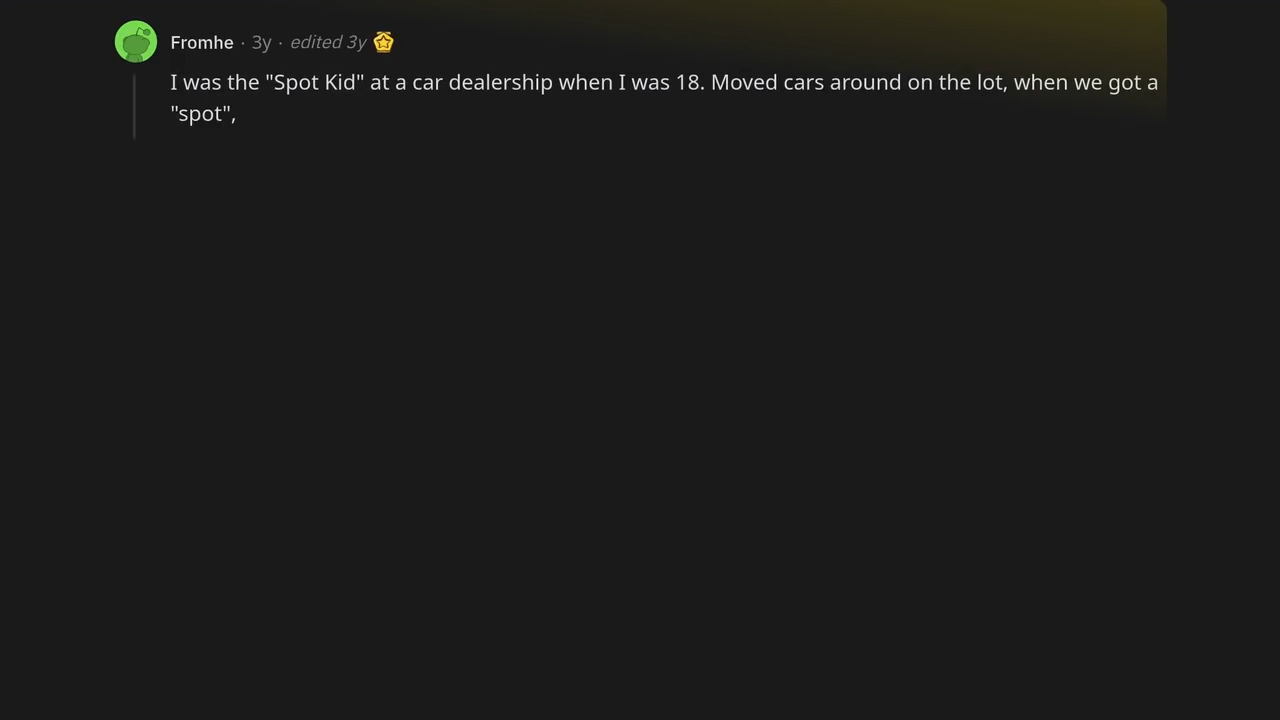 Fromhe · 3y · edited 3y
I was the "Spot Kid" at a car dealership when I was 18. Moved cars around on the lot, when we got a
"spot",